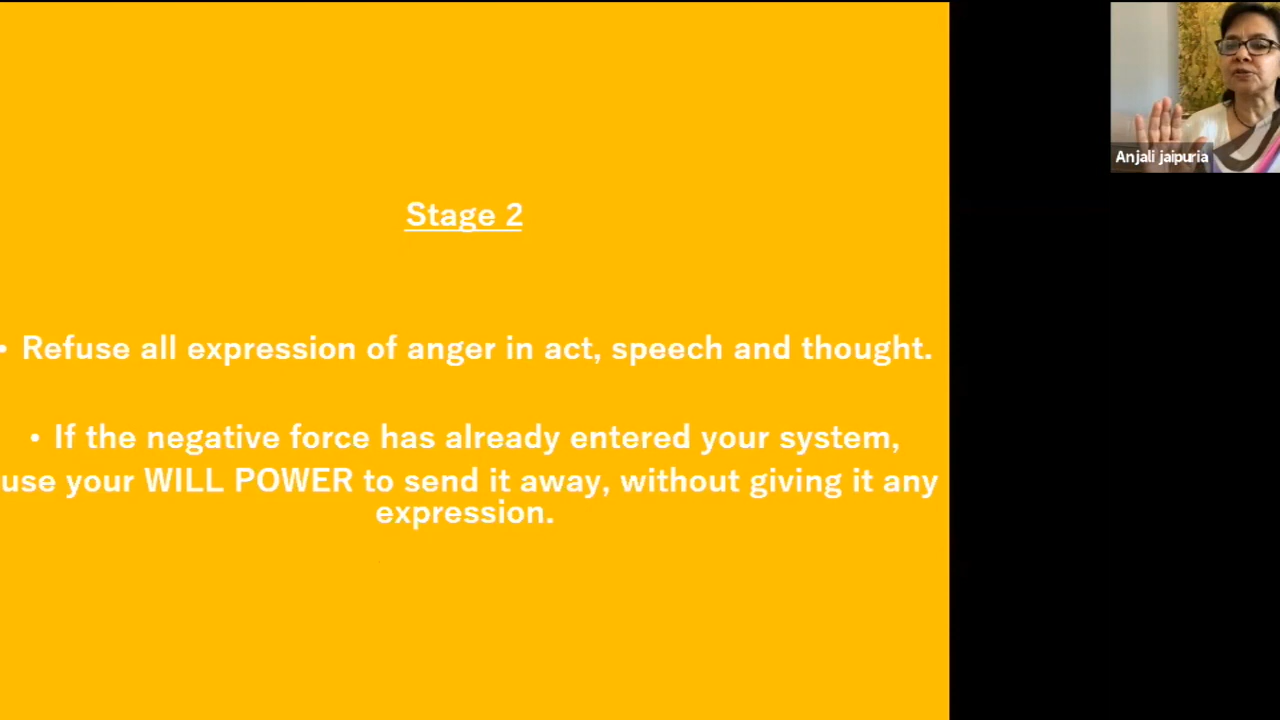 Stage 2
• Refuse all expression of anger in act, speech and thought.
• If the negative force has already entered your system,
use your WILL POWER to send it away, without giving it any
expression.
Anjali jaipuria